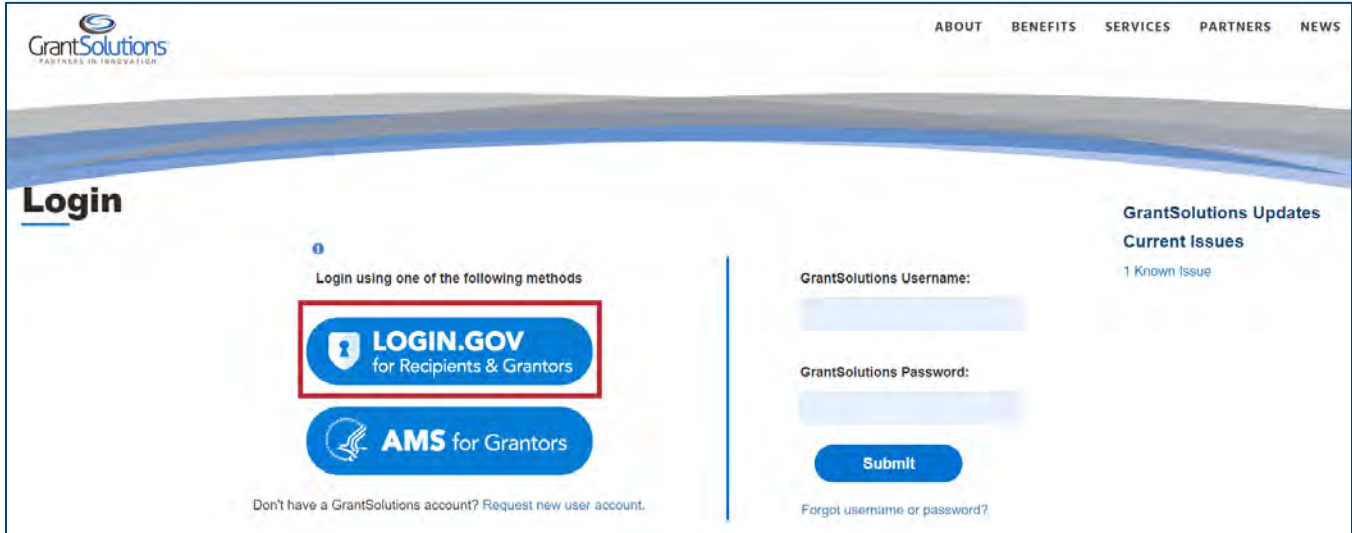 GrantSolutions
PARTNERS IN INNOVATION
ABOUT BENEFITS SERVICES PARTNERS NEWS
Login
Login using one of the following methods
LOGIN.GOV
for Recipients & Grantors
AMS for Grantors
Don't have a GrantSolutions account? Request new user account.
GrantSolutions Username:
GrantSolutions Password:
Submit
Forgot username or password?
GrantSolutions Updates
Current Issues
1 Known Issue